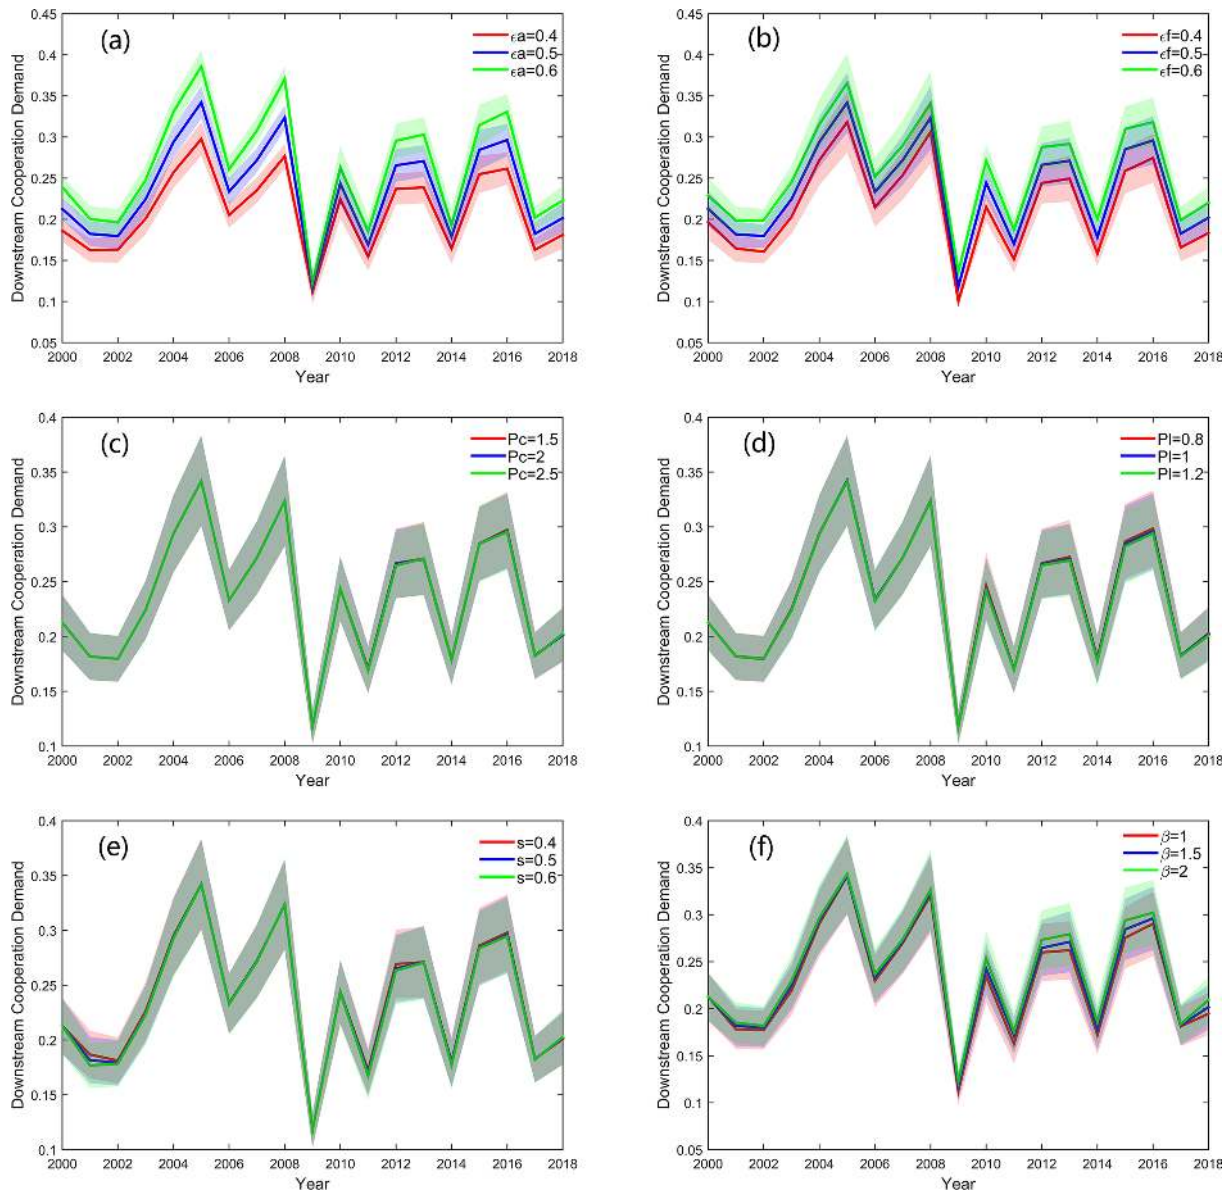 (a)
ϵa=0.4
ϵa=0.5
ϵa=0.6
Downstream Cooperation Demand
0.45
0.4
0.35
0.3
0.25
0.2
0.15
0.1
0.05
2000 2002 2004 2006 2008 2010 2012 2014 2016 2018
Year
(b)
ϵf=0.4
ϵf=0.5
ϵf=0.6
Downstream Cooperation Demand
0.45
0.4
0.35
0.3
0.25
0.2
0.15
0.1
0.05
2000 2002 2004 2006 2008 2010 2012 2014 2016 2018
Year
(c)
Pc=1.5
Pc=2
Pc=2.5
Downstream Cooperation Demand
0.4
0.35
0.3
0.25
0.2
0.15
0.1
2000 2002 2004 2006 2008 2010 2012 2014 2016 2018
Year
(d)
Pl=0.8
Pl=1
Pl=1.2
Downstream Cooperation Demand
0.4
0.35
0.3
0.25
0.2
0.15
0.1
2000 2002 2004 2006 2008 2010 2012 2014 2016 2018
Year
(e)
s=0.4
s=0.5
s=0.6
Downstream Cooperation Demand
0.4
0.35
0.3
0.25
0.2
0.15
0.1
2000 2002 2004 2006 2008 2010 2012 2014 2016 2018
Year
(f)
β=1
β=1.5
β=2
Downstream Cooperation Demand
0.4
0.35
0.3
0.25
0.2
0.15
0.1
0.05
2000 2002 2004 2006 2008 2010 2012 2014 2016 2018
Year